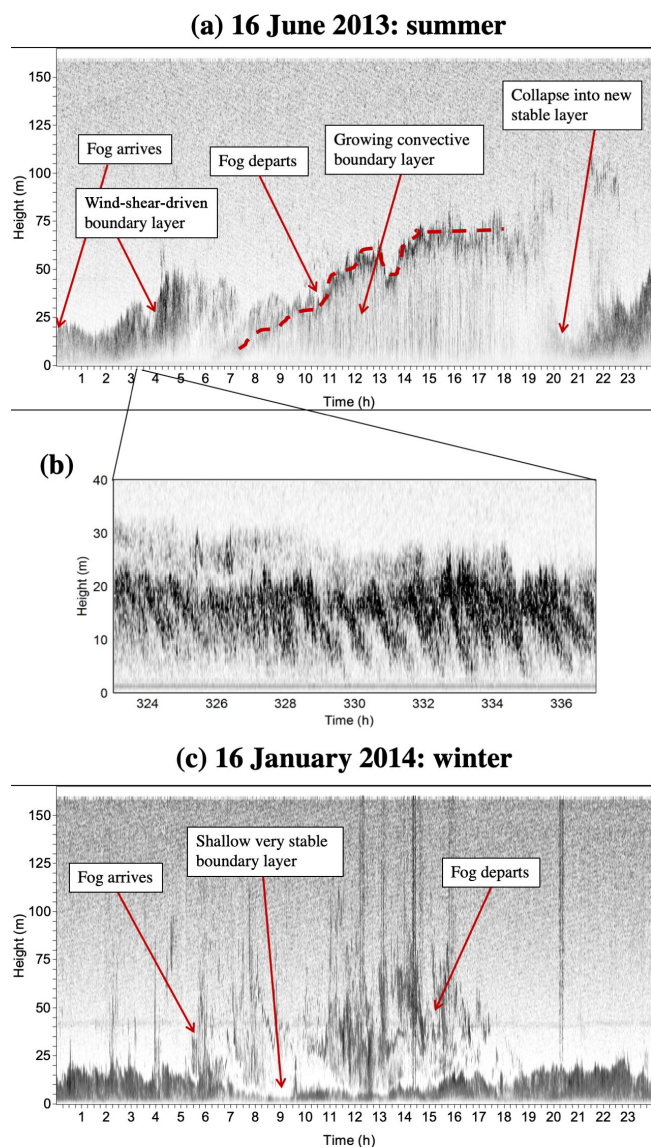 (a) 16 June 2013: summer
150
125
100
75
50
25
0
Height (m)
Fog arrives
Wind-shear-driven
boundary layer
Fog departs
Growing convective
boundary layer
Collapse into new
stable layer
1 2 3 4 5 6 7 8 9 10 11 12 13 14 15 16 17 18 19 20 21 22 23
Time (h)
(b)
40
30
20
10
0
Height (m)
324 326 328 330 332 334 336
Time (h)
(c) 16 January 2014: winter
150
125
100
75
50
25
0
Height (m)
Fog arrives
Shallow very stable
boundary layer
Fog departs
1 2 3 4 5 6 7 8 9 10 11 12 13 14 15 16 17 18 19 20 21 22 23
Time (h)